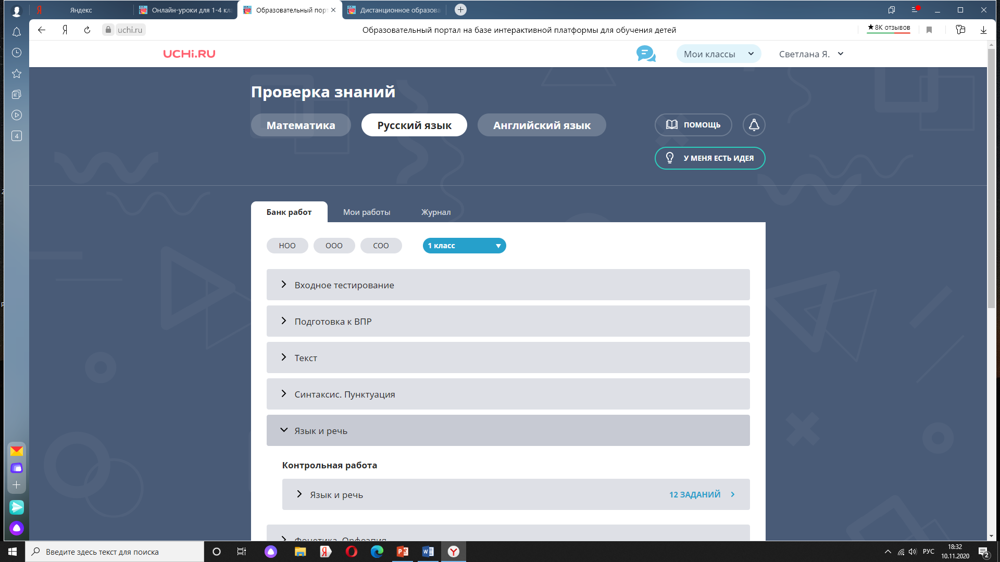 Яндекс
Онлайн-уроки для 1-4 кла
Образовательный порт
Дистанционное образова
uchi.ru
Образовательный портал на базе интерактивной платформы для обучения детей
★8К отзывов
UCHi.RU
Мои классы
Светлана Я.
Проверка знаний
Математика
Русский язык
Английский язык
ПОМОЩЬ
У МЕНЯ ЕСТЬ ИДЕЯ
4
Банк работ
Мои работы
Журнал
НОО
ООО
СОО
1 класс
Входное тестирование
Подготовка к ВПР
Текст
Синтаксис. Пунктуация
Язык и речь
Контрольная работа
Язык и речь
12 ЗАДАНИЙ
Фонетика. Орфоэпия
Введите здесь текст для поиска
РУС
18:32
10.11.2020
2